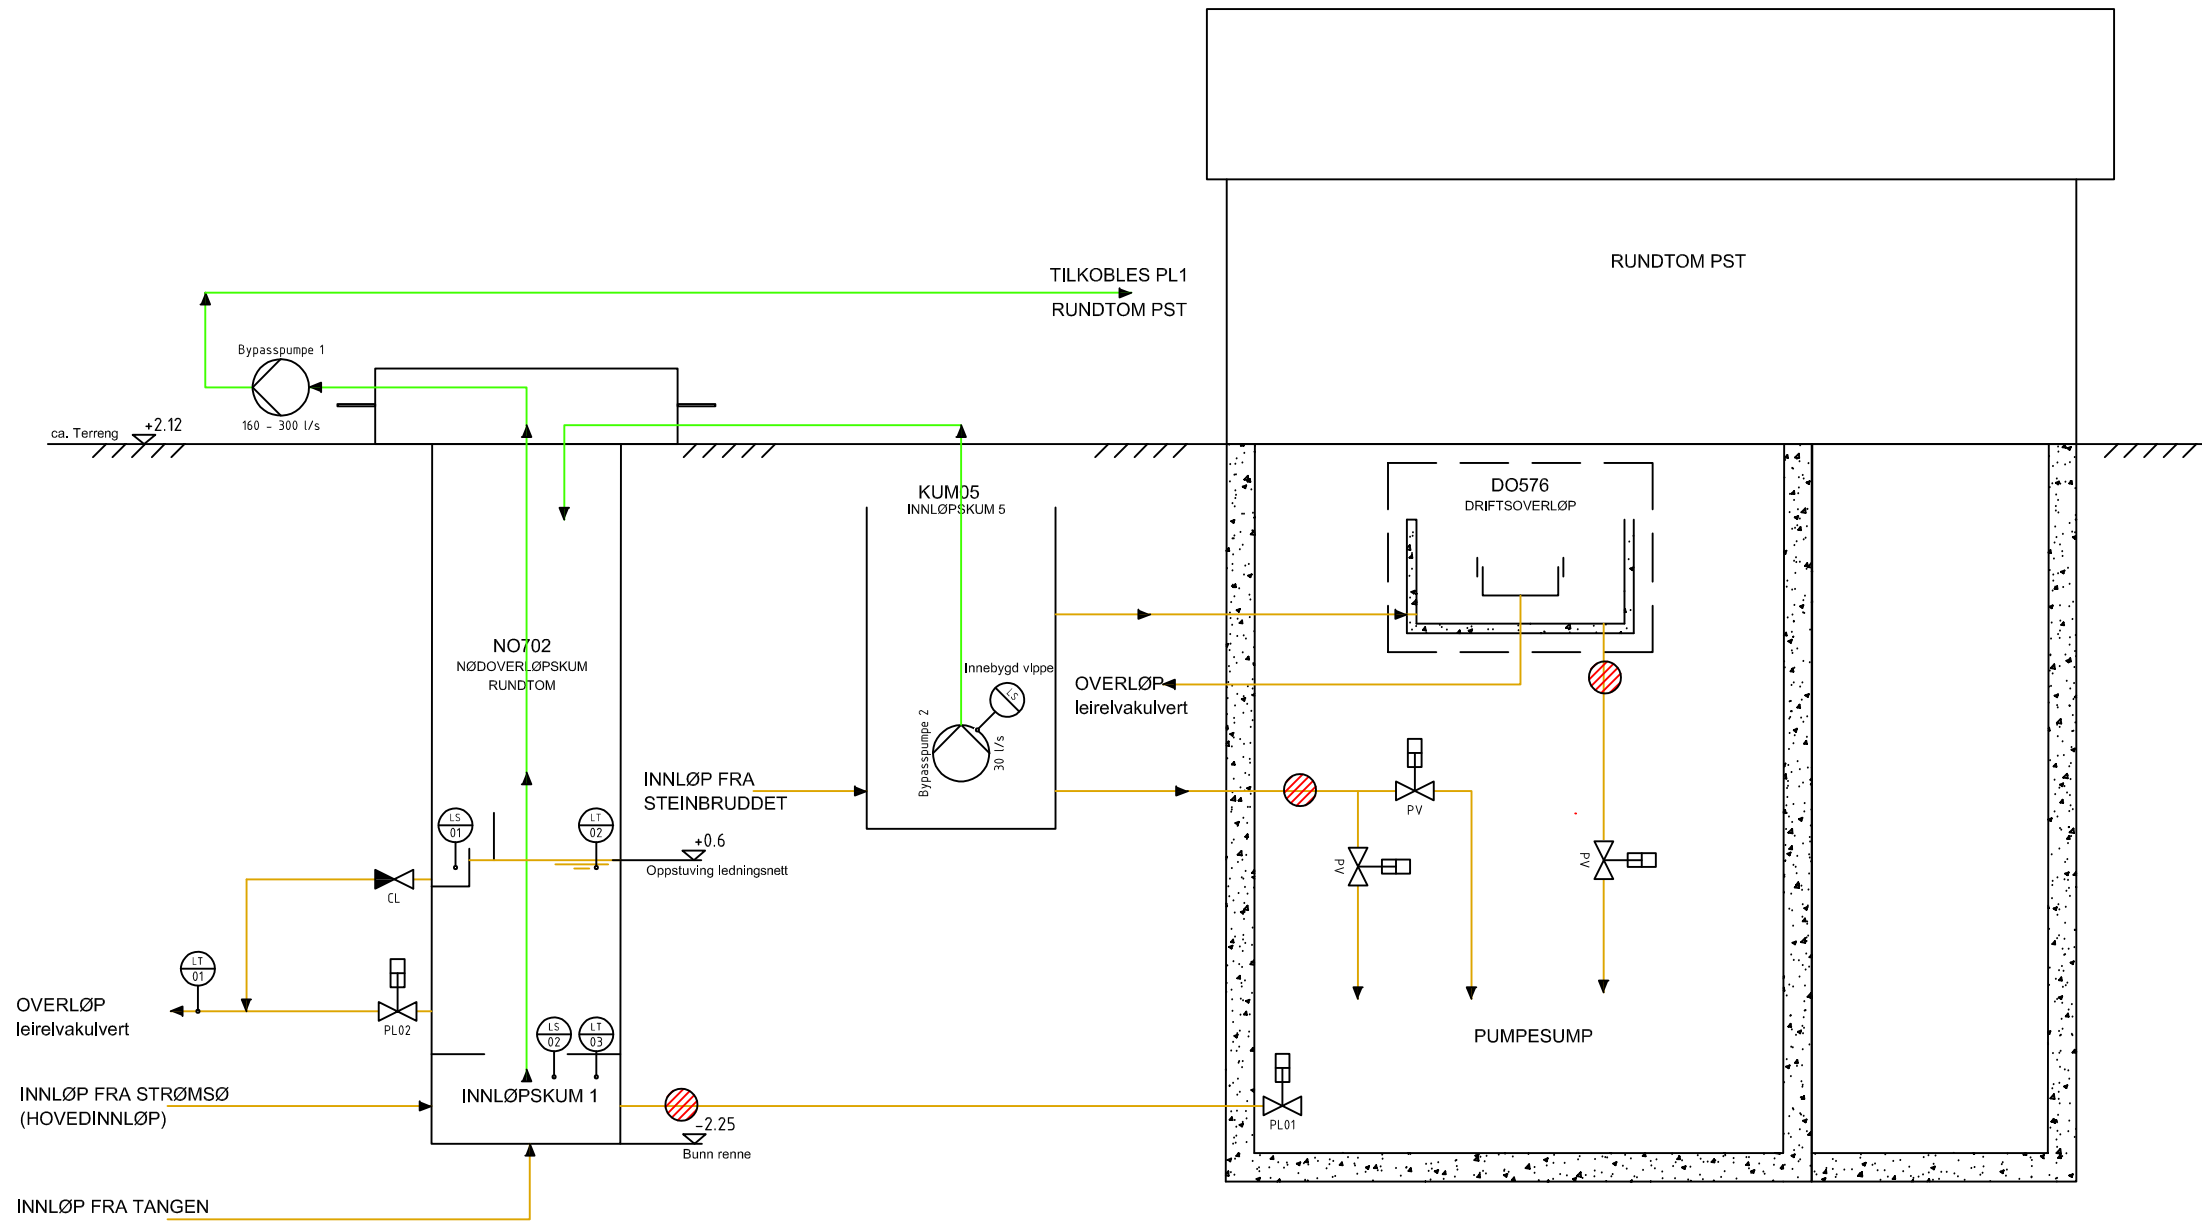 RUNDTOM PST
TILKOBLES PL1
RUNDTOM PST
Bypasspumpe 1
160 - 300 l/s
ca. Terreng
+2.12
KUM05
INNLØPSKUM 5
DO576
DRIFTSOVERLØP
NO702
NØDOVERLØPSKUM
RUNDTOM
Innebygd vippe
LS
Bypasspumpe 2
30 l/s
OVERLØP
leirelvakulvert
INNLØP FRA
STEINBRUDDET
PV
PV
PV
LS
01
LT
02
+0.6
Oppstuving ledningsnett
CL
LT
01
OVERLØP
leirelvakulvert
PL02
LS
02
LT
03
PUMPESUMP
INNLØP FRA STRØMSØ
(HOVEDINNLØP)
INNLØPSKUM 1
PL01
-2.25
Bunn renne
INNLØP FRA TANGEN